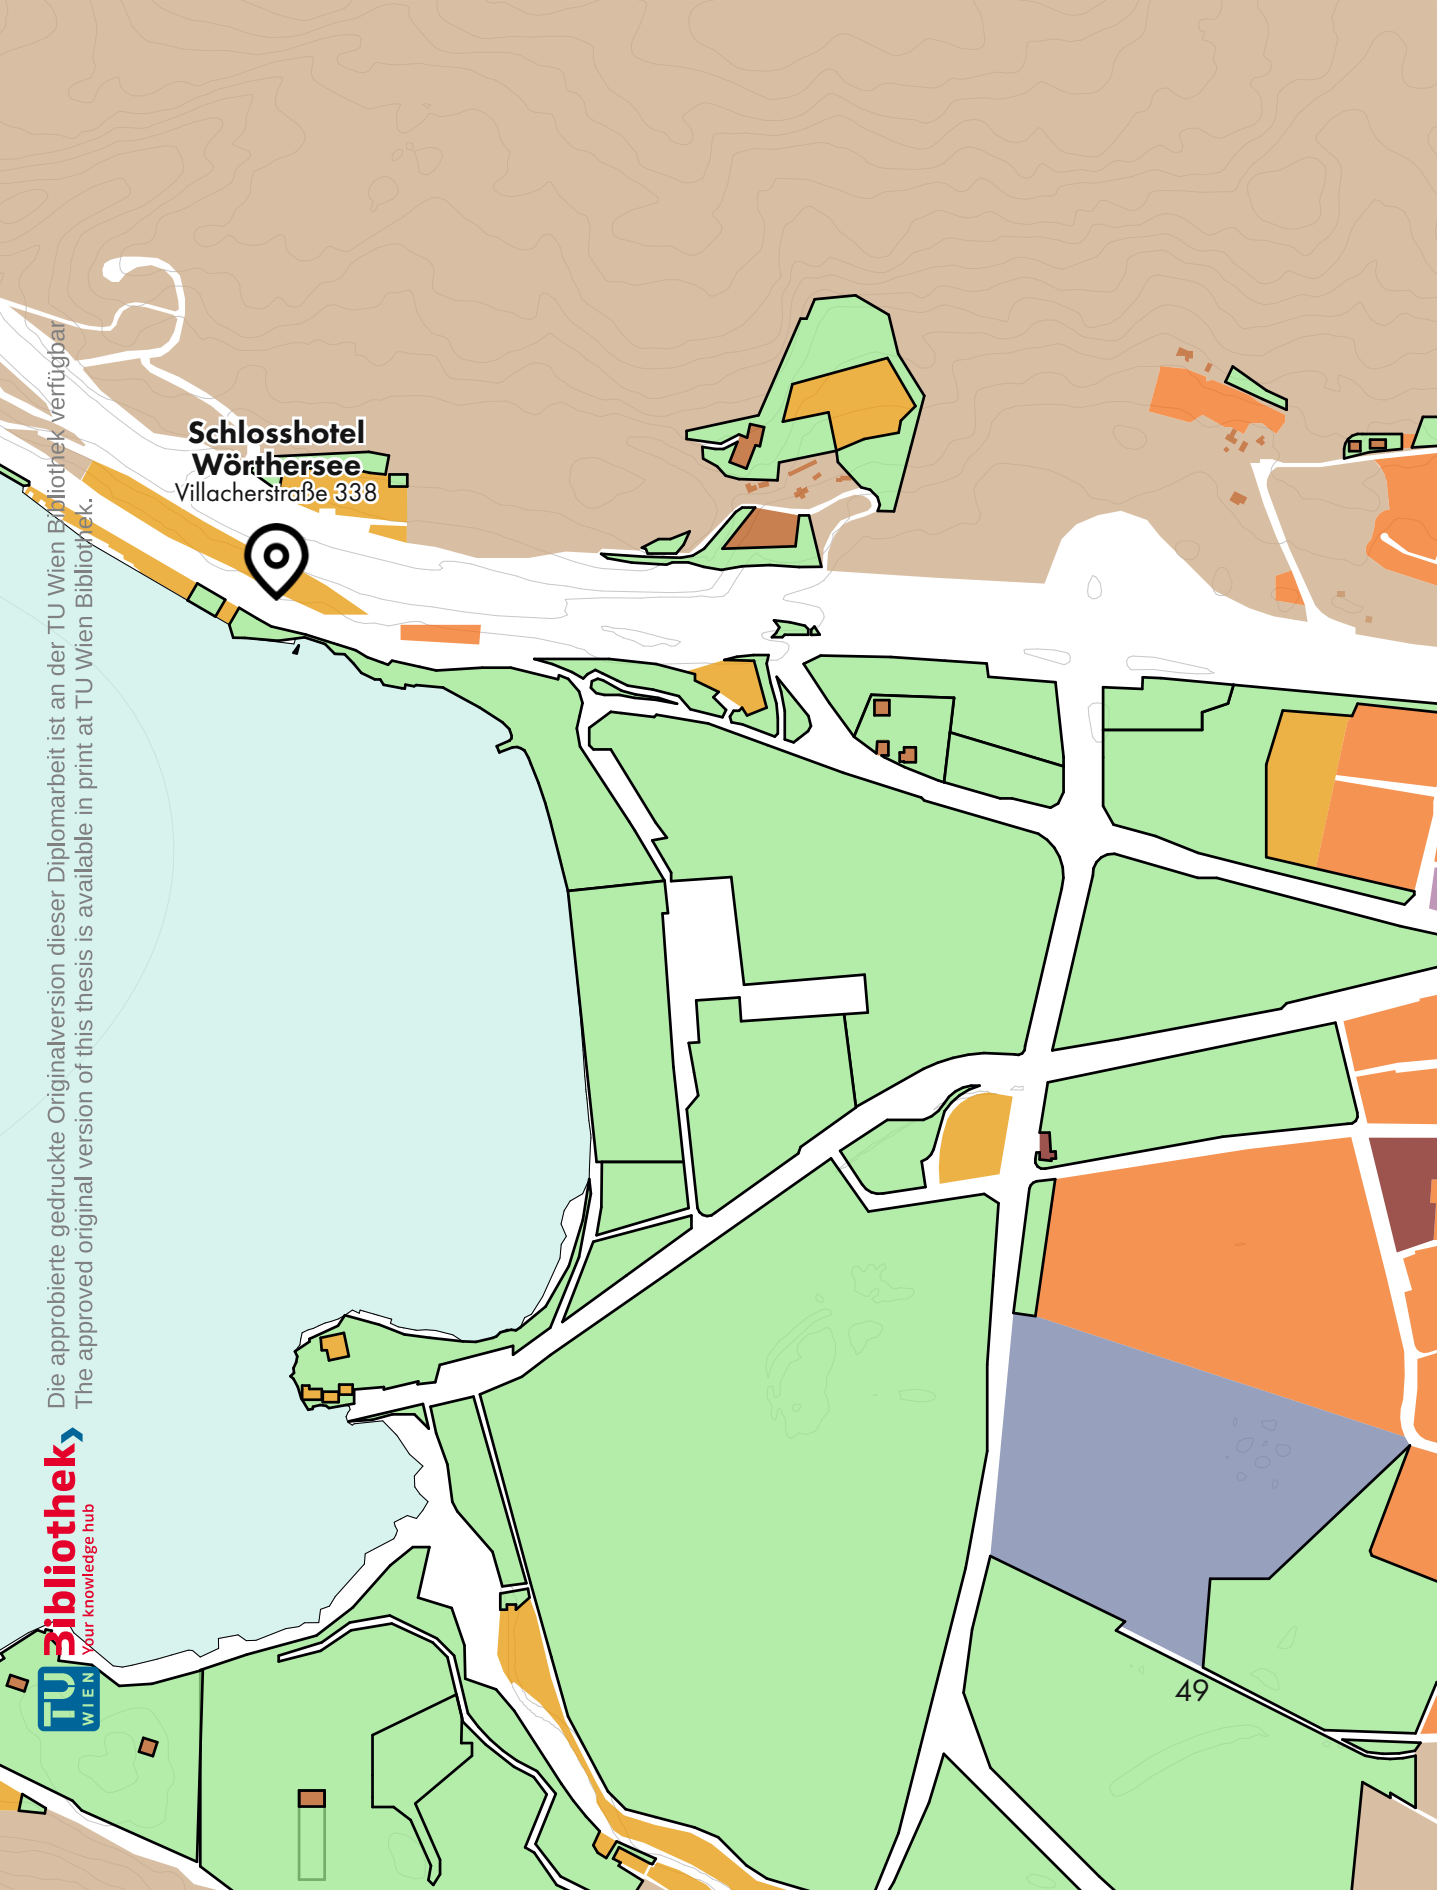 Schlosshotel
Wörthersee
Villacherstraße 338
Die approbierte gedruckte Originalversion dieser Diplomarbeit ist an der TU Wien Bibliothek verfügbar
The approved original version of this thesis is available in print at TU Wien Bibliothek.
Bibliothek
Your knowledge hub
TU
WIEN
49